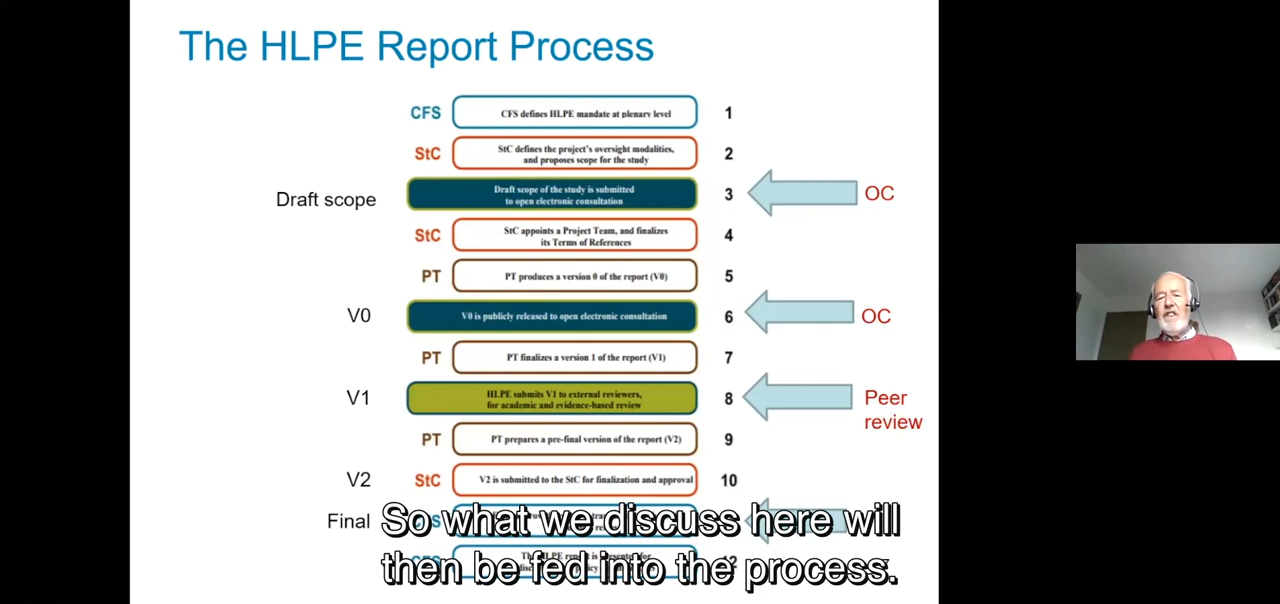 The HLPE Report Process
CFS CFS defines HLPE mandate at plenary level 1
StC StC defines the project's oversight modalities,
and proposes scope for the study 2
Draft scope Draft scope of the study is submitted
to open electronic consultation 3 OC
StC StC appoints a Project Team, and finalizes
its Terms of References 4
PT PT produces a version 0 of the report (V0) 5
V0 V0 is publicly released to open electronic consultation 6 OC
PT PT finalizes a version 1 of the report (V1) 7
V1 HLPE submits V1 to external reviewers,
for academic and evidence-based review 8 Peer
review
PT PT prepares a pre-final version of the report (V2) 9
V2 StC V2 is submitted to the StC for finalization and approval 10
Final
So what we discuss here will
then be fed into the process.